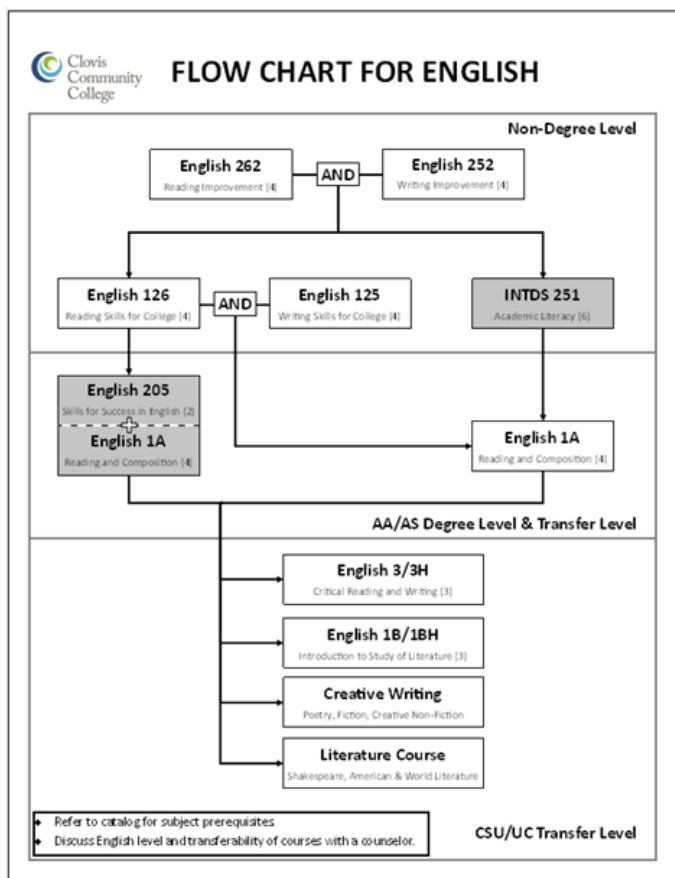 Clovis
Community
College
FLOW CHART FOR ENGLISH
Non-Degree Level
English 262
Reading Improvement (4)
AND
English 252
Writing Improvement (4)
English 126
Reading Skills for College (4)
AND
English 125
Writing Skills for College (4)
INTDS 251
Academic Literacy (6)
English 205
Skills for Success in English (2)
English 1A
Reading and Composition (4)
English 1A
Reading and Composition (4)
AA/AS Degree Level & Transfer Level
English 3/3H
Critical Reading and Writing (3)
English 1B/1BH
Introduction to Study of Literature (3)
Creative Writing
Poetry, Fiction, Creative Non-Fiction
Literature Course
Shakespeare, American & World Literature
Refer to catalog for subject prerequisites
Discuss English level and transferability of courses with a counselor.
CSU/UC Transfer Level